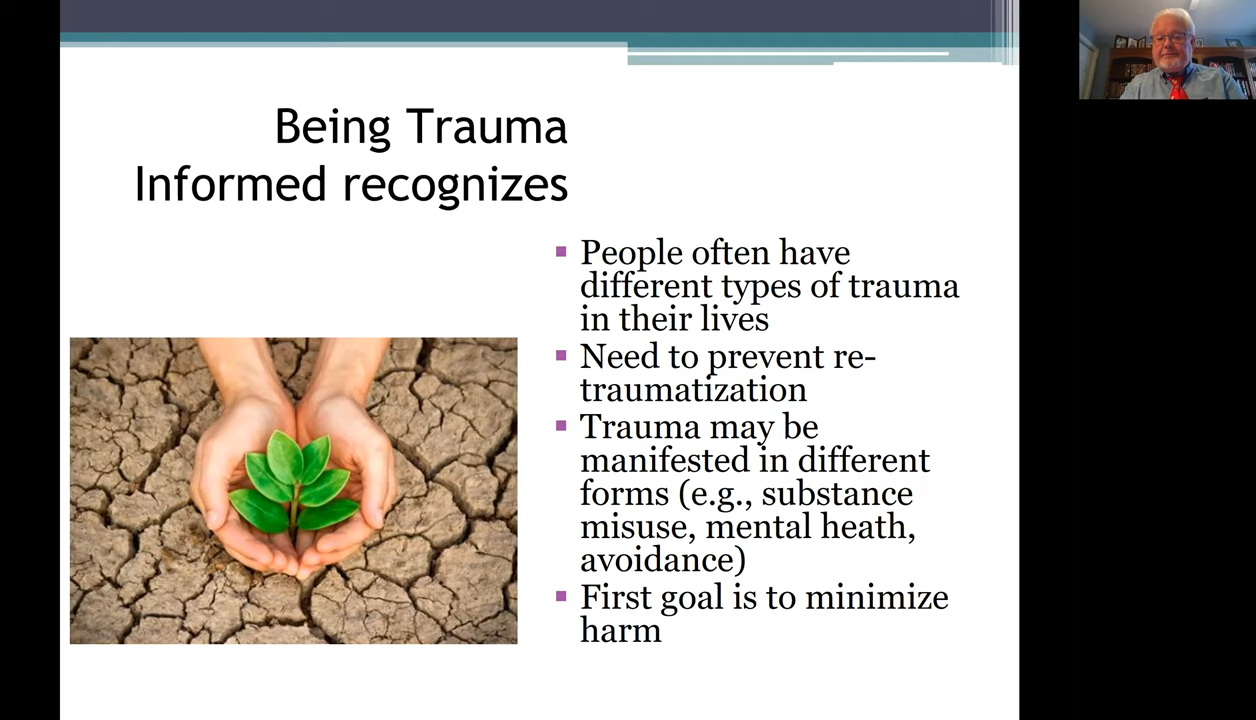 Being Trauma
Informed recognizes
▪ People often have
different types of trauma
in their lives
▪ Need to prevent re-
traumatization
▪ Trauma may be
manifested in different
forms (e.g., substance
misuse, mental heath,
avoidance)
▪ First goal is to minimize
harm